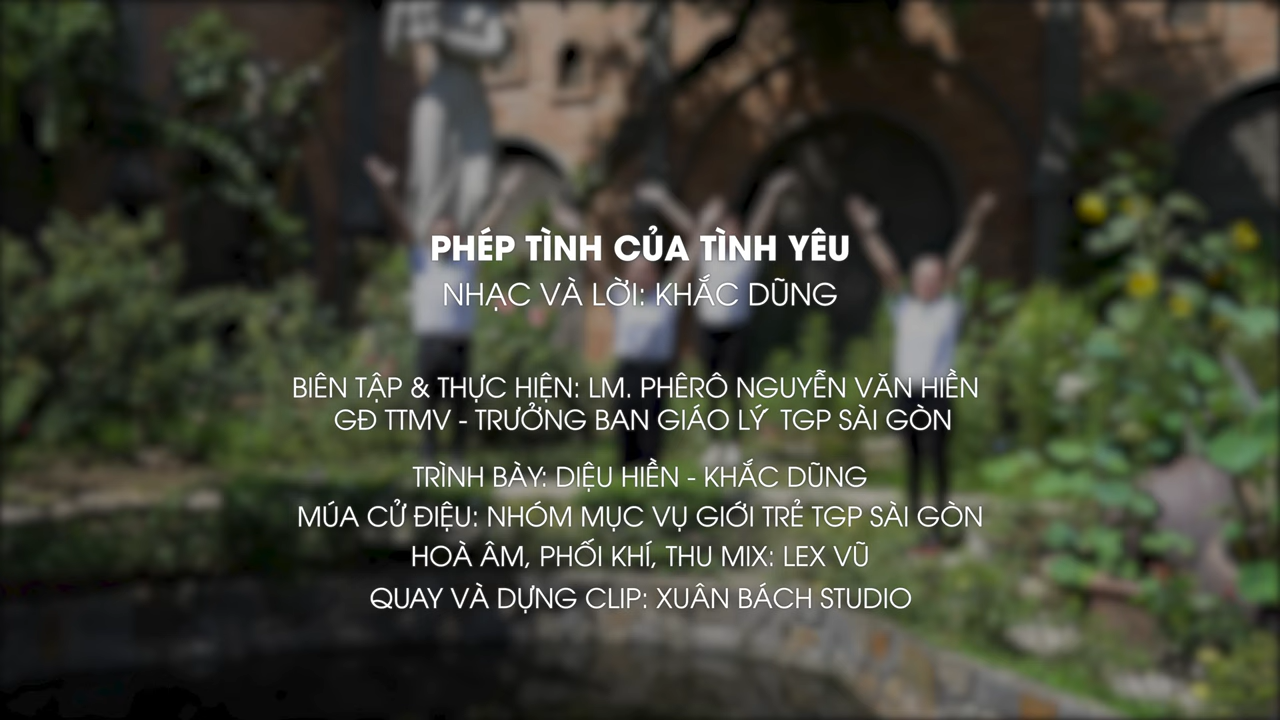 PHÉP TÌNH CỦA TÌNH YÊU
NHẠC VÀ LỜI: KHẮC DŨNG
BIÊN TẬP & THỰC HIỆN: LM. PHÊRÔ NGUYỄN VĂN HIỀN
GĐ TTMV - TRƯỞNG BAN GIÁO LÝ TGP SÀI GÒN
TRÌNH BÀY: DIỆU HIỀN - KHẮC DŨNG
MÚA CỬ ĐIỆU: NHÓM MỤC VỤ GIỚI TRẺ TGP SÀI GÒN
HOÀ ÂM, PHỐI KHÍ, THU MIX: LEX VŨ
QUAY VÀ DỰNG CLIP: XUÂN BÁCH STUDIO